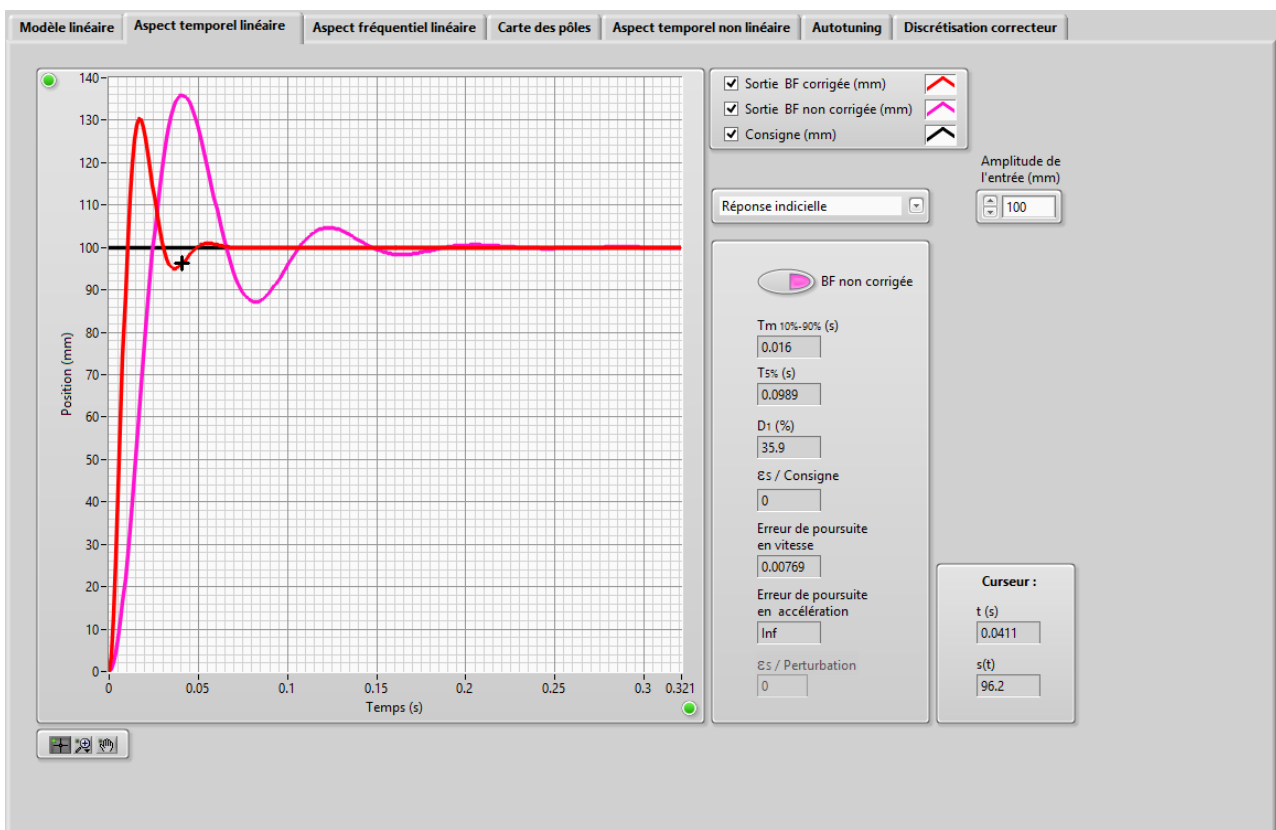 Modèle linéaire
Aspect temporel linéaire
Aspect fréquentiel linéaire
Carte des pôles
Aspect temporel non linéaire
Autotuning
Discrétisation correcteur
140
130
120
110
100
90
80
70
60
50
40
30
20
10
0
Position (mm)
0 0.05 0.1 0.15 0.2 0.25 0.3 0.321
Temps (s)
Sortie BF corrigée (mm)
Sortie BF non corrigée (mm)
Consigne (mm)
Amplitude de
l'entrée (mm)
100
Réponse indicielle
BF non corrigée
Tm 10%-90% (s)
0.016
T5% (s)
0.0989
D1 (%)
35.9
εs / Consigne
0
Erreur de poursuite
en vitesse
0.00769
Erreur de poursuite
en accélération
Inf
εs / Perturbation
0
Curseur :
t (s)
0.0411
s(t)
96.2